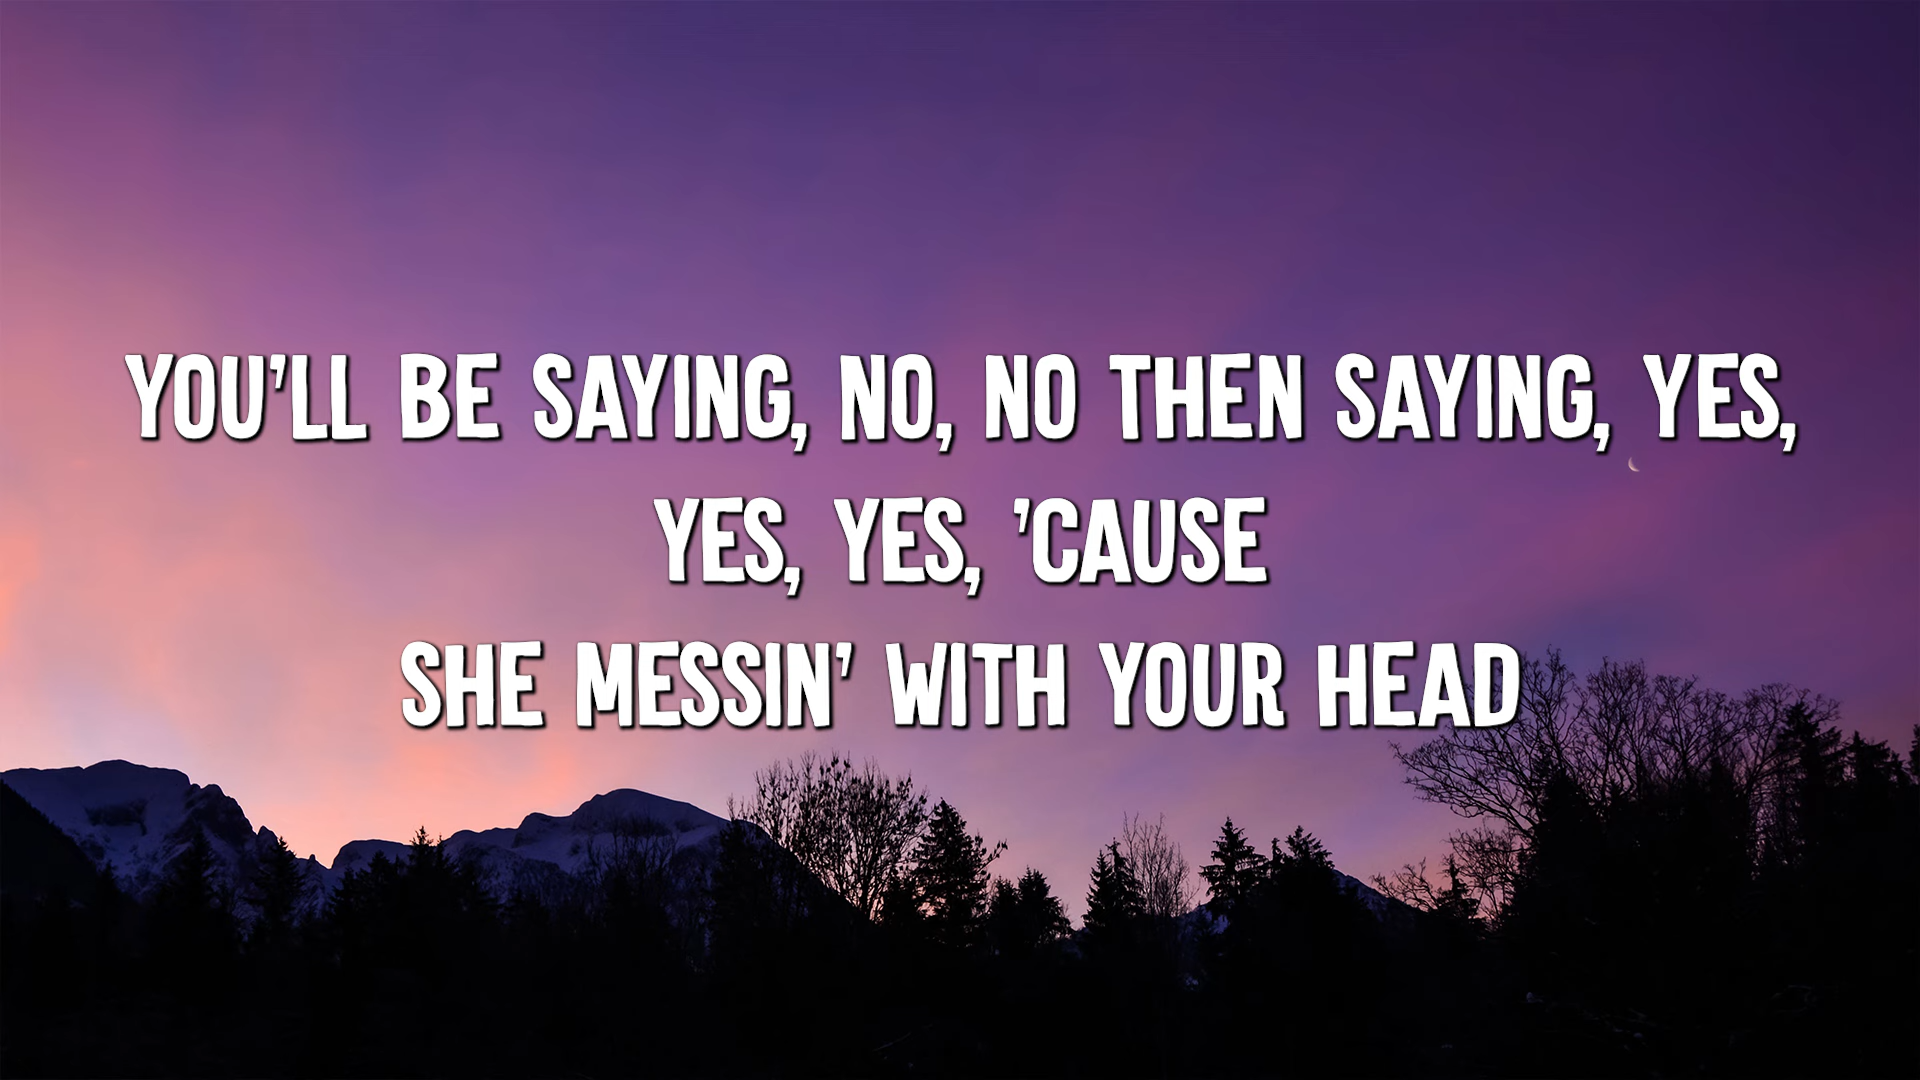 YOU'LL BE SAYING, NO, NO THEN SAYING, YES,
YES, YES, 'CAUSE
SHE MESSIN' WITH YOUR HEAD